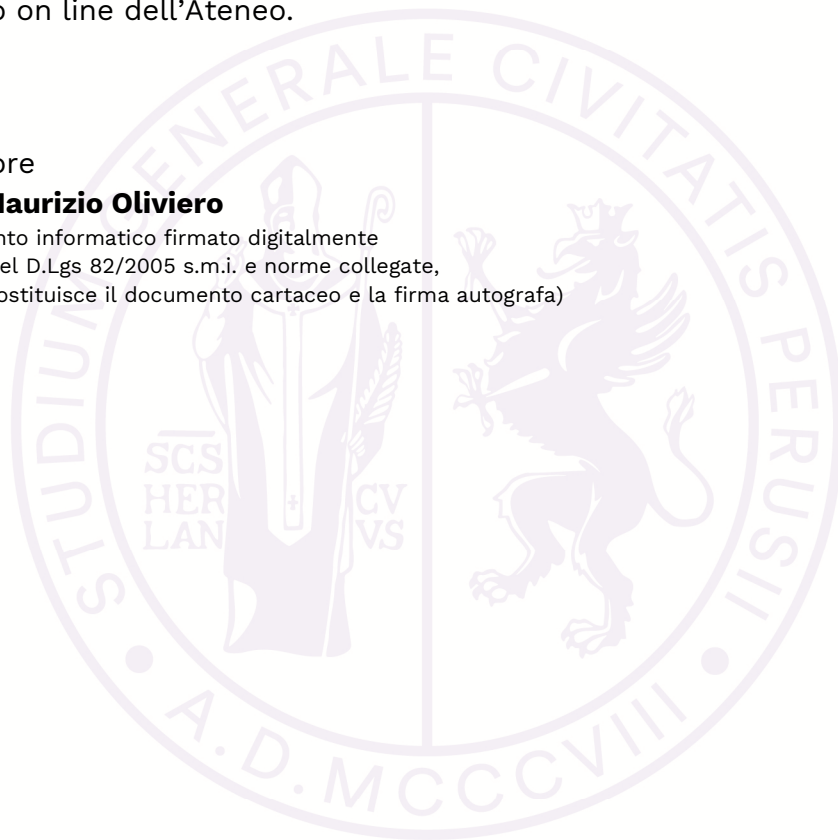 o on line dell’Ateneo.
ore
Maurizio Oliviero
nto informatico firmato digitalmente
el D.Lgs 82/2005 s.m.i. e norme collegate,
ostituisce il documento cartaceo e la firma autografa)
STUDIUM GENERALE CIVITATIS PERUSII
SCS
HER CV
LAN VS
A.D. MCCCVIII